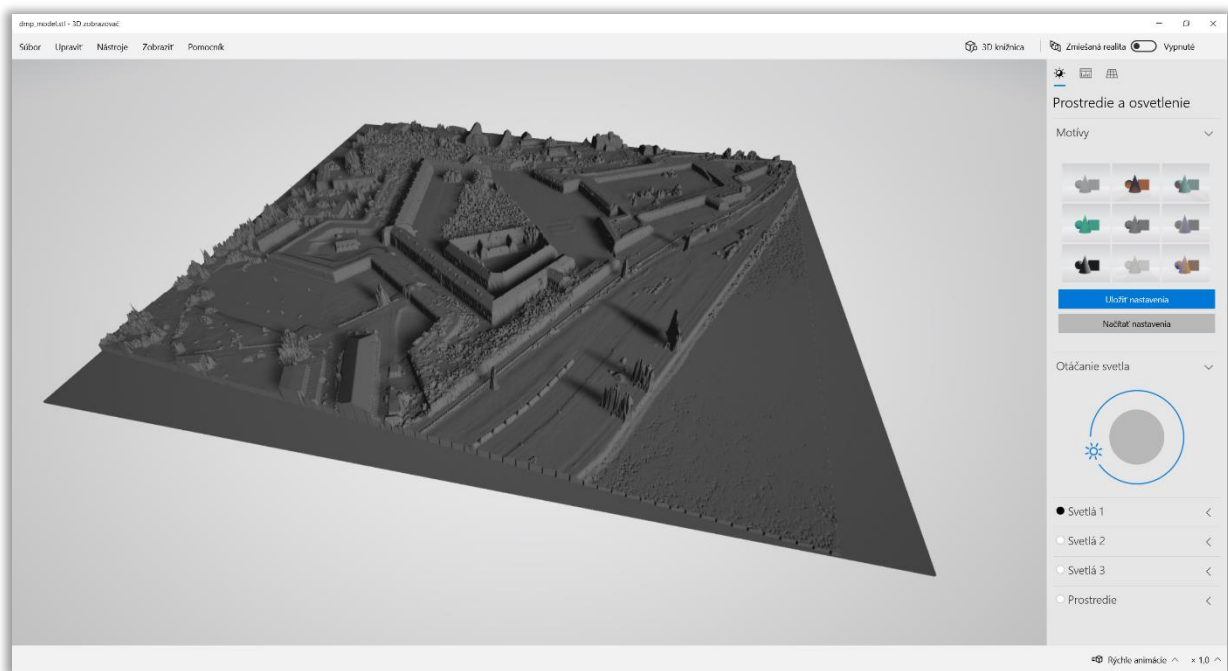 dmp_model.stl - 3D zobrazovač
Súbor Upraviť Nástroje Zobraziť Pomocník 3D knižnica Zmiešaná realita Vypnuté
Prostredie a osvetlenie
Motívy
Uložiť nastavenia
Načítať nastavenia
Otáčanie svetla
Svetlá 1
Svetlá 2
Svetlá 3
Prostredie
Rýchle animácie × 1.0